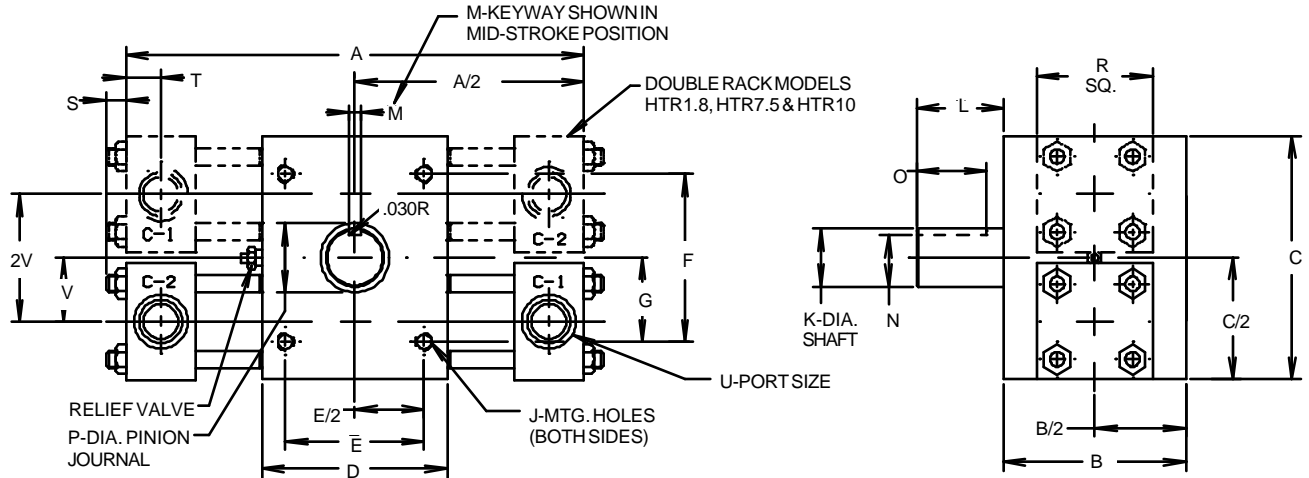 M-KEYWAY SHOWN IN
MID-STROKE POSITION
A
T
A/2
S
M
DOUBLE RACK MODELS
HTR1.8, HTR7.5 & HTR10
R
SQ.
L
O
.030R
C-1
C-2
2V
V
C-2
C-1
F
G
K-DIA.
SHAFT
N
C/2
C
U-PORT SIZE
RELIEF VALVE
P-DIA. PINION
JOURNAL
E/2
E
D
J-MTG. HOLES
(BOTH SIDES)
B/2
B